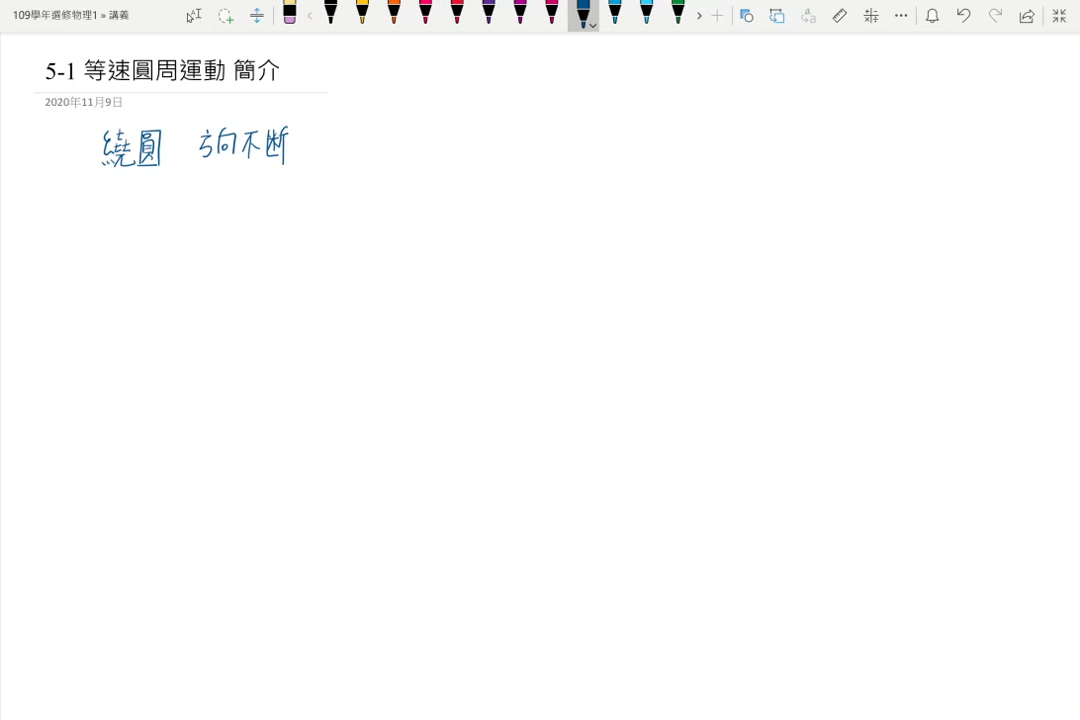 109學年選修物理1 » 講義
5-1 等速圓周運動 簡介
2020年11月9日
繞圓 方向不断